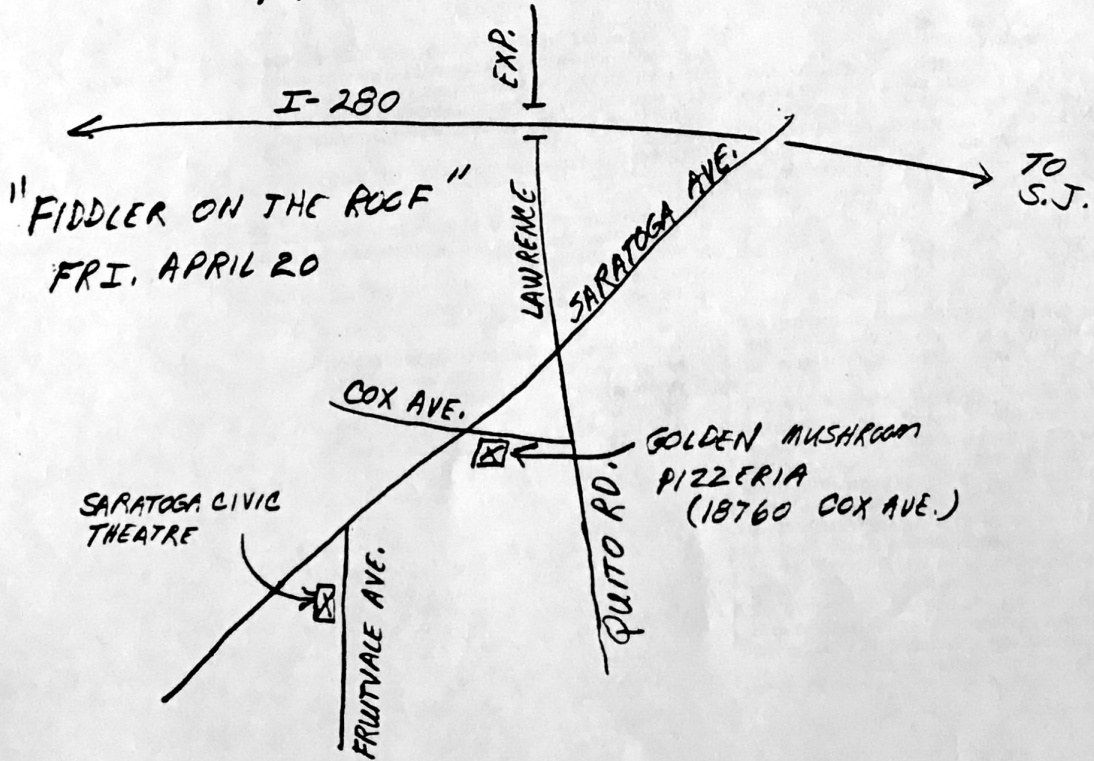 EXP.
I-280
TO
S.J.
"FIDDLER ON THE ROOF"
FRI. APRIL 20
LAWRENCE
SARATOGA AVE.
COX AVE.
GOLDEN MUSHROOM
PIZZERIA
(18760 COX AVE.)
SARATOGA CIVIC
THEATRE
QUITO RD.
FRUITVALE AVE.